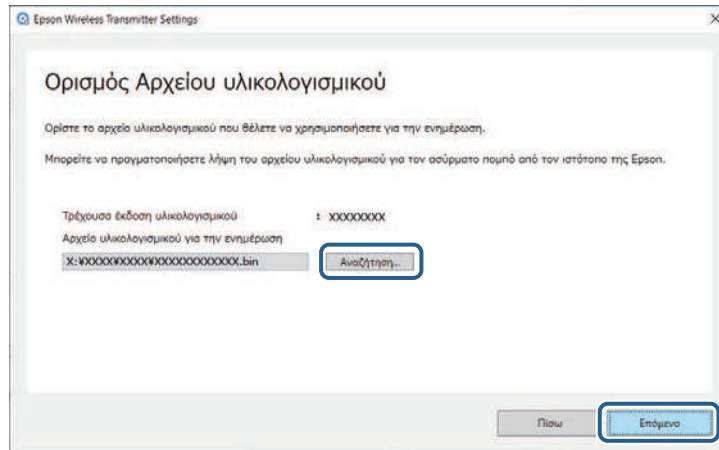 Epson Wireless Transmitter Settings
Ορισμός Αρχείου υλικολογισμικού
Ορίστε το αρχείο υλικολογισμικού που θέλετε να χρησιμοποιήσετε για την ενημέρωση.
Μπορείτε να πραγματοποιήσετε λήψη του αρχείου υλικολογισμικού για τον ασύρματο πομπό από τον ιστότοπο της Epson.
Τρέχουσα έκδοση υλικολογισμικού : XXXXXXXX
Αρχείο υλικολογισμικού για την ενημέρωση
X:¥XXXX¥XXXX¥XXXXXXXXXXXX.bin Αναζήτηση...
Πίσω Επόμενο